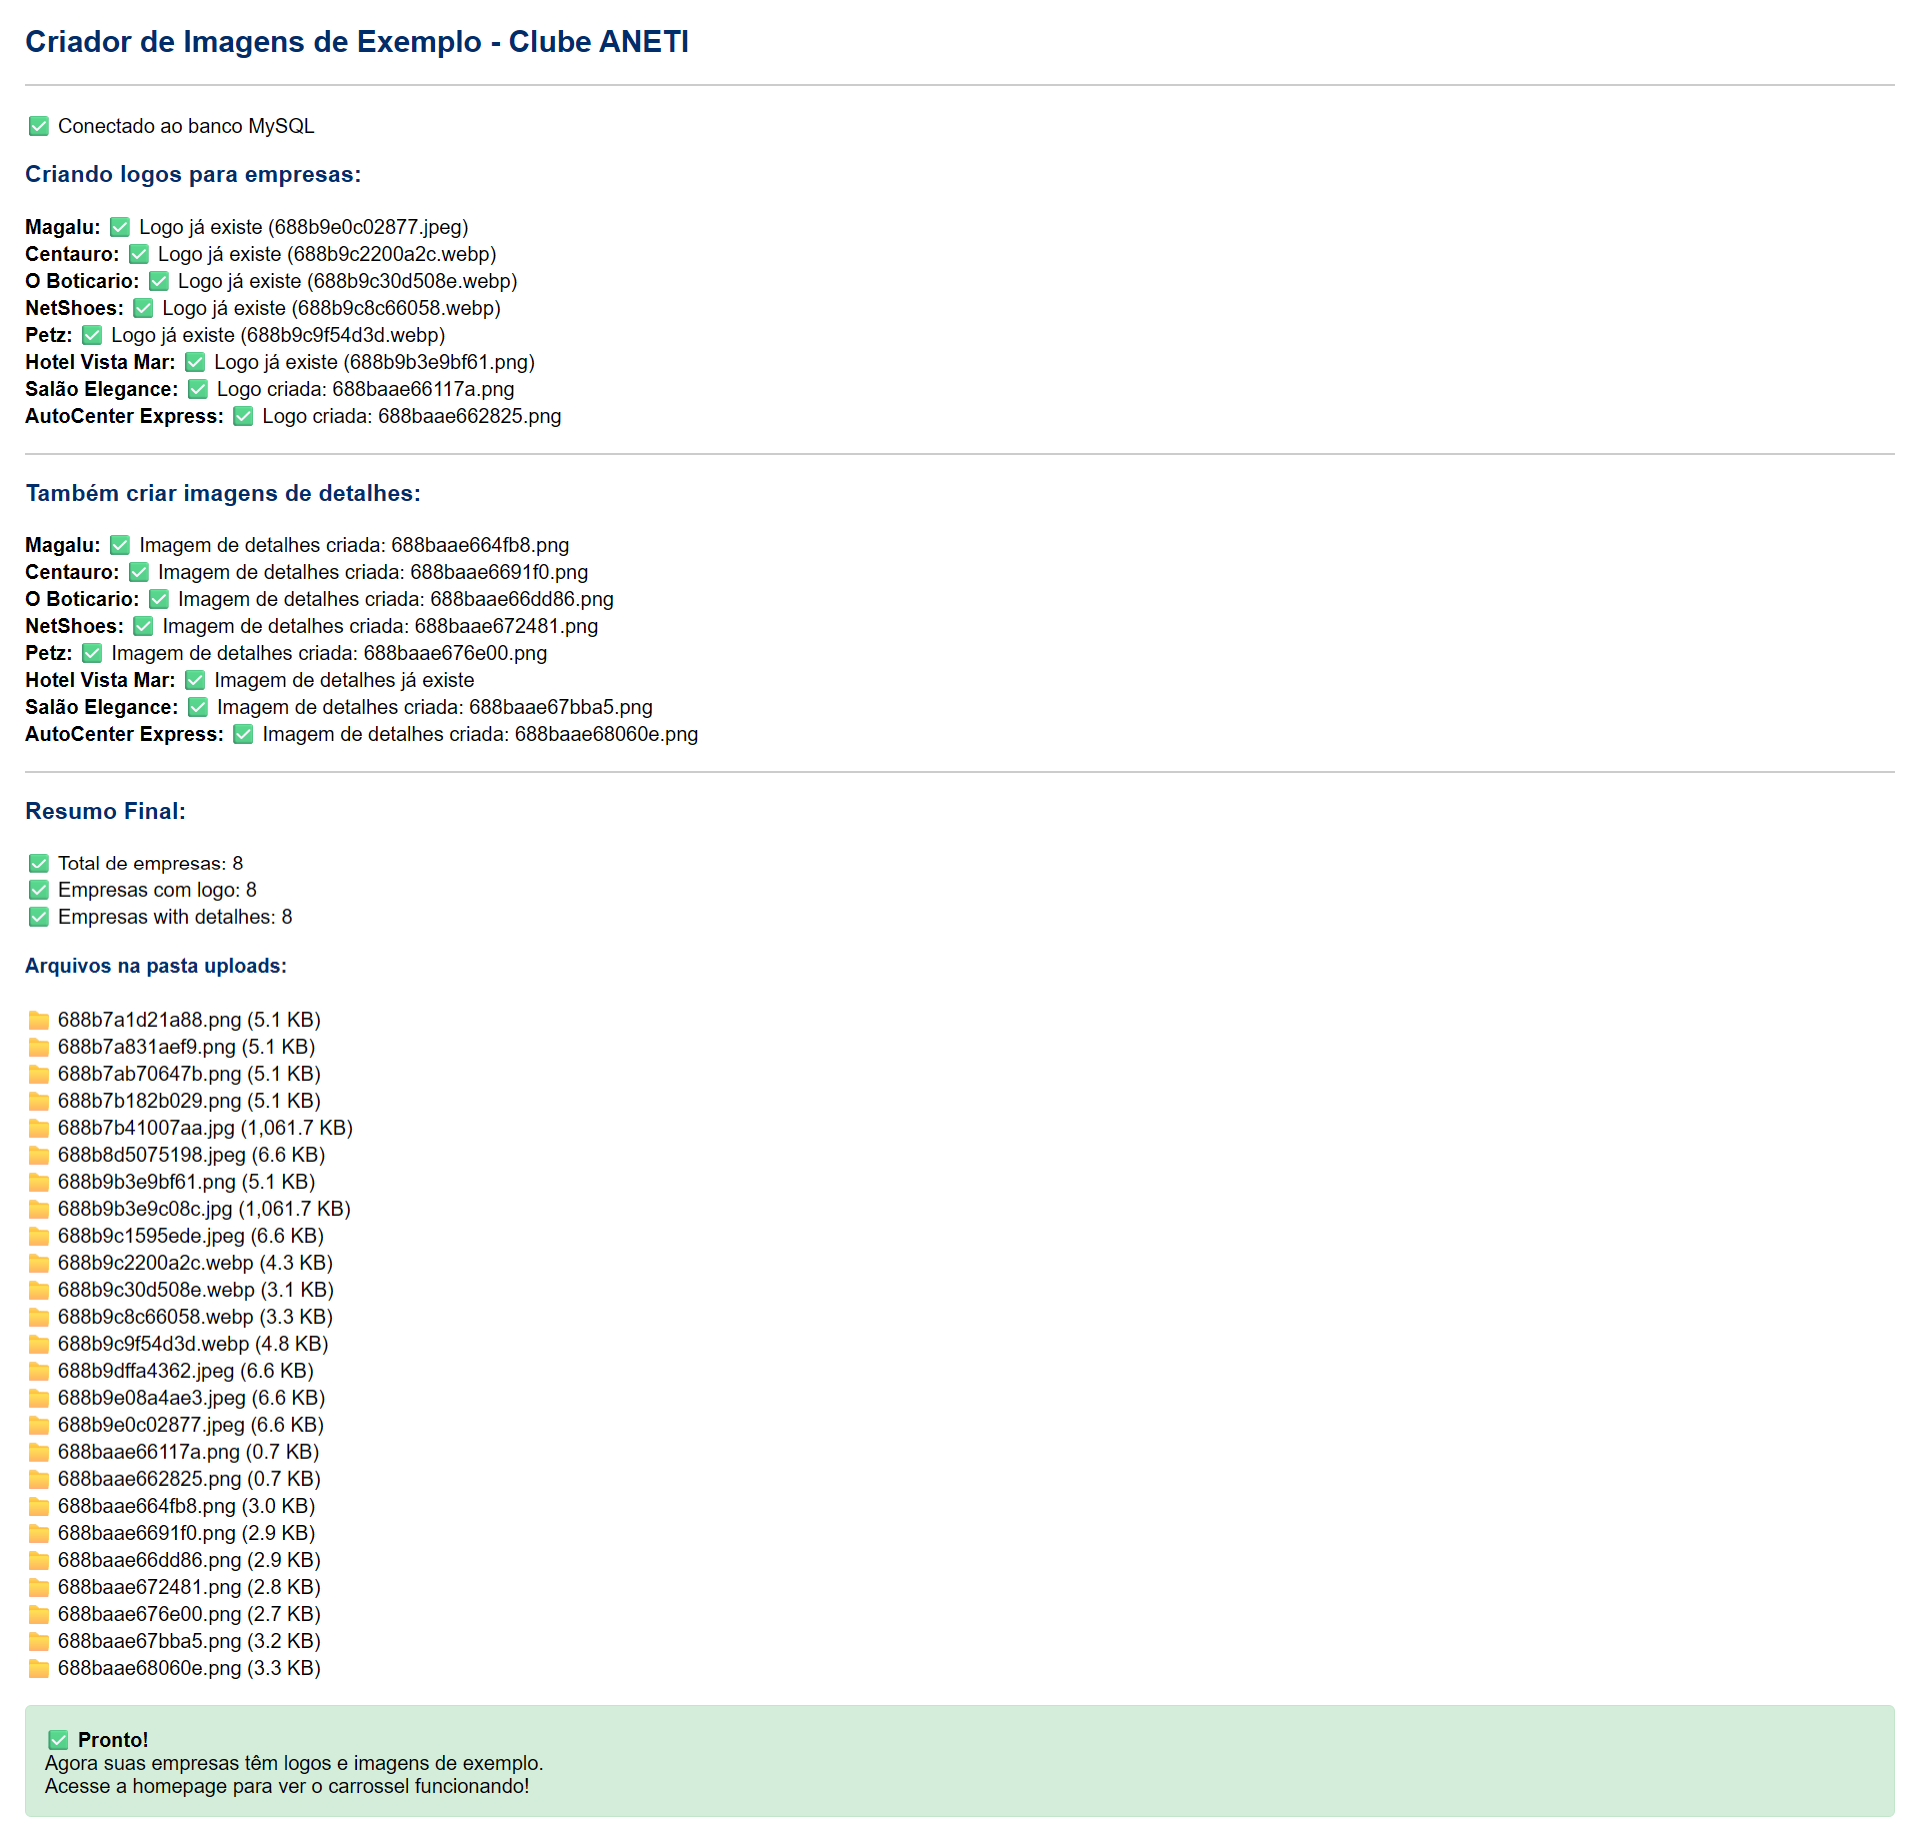 Criador de Imagens de Exemplo - Clube ANETI
✅ Conectado ao banco MySQL
Criando logos para empresas:
Magalu: ✅ Logo já existe (688b9e0c02877.jpeg)
Centauro: ✅ Logo já existe (688b9c2200a2c.webp)
O Boticario: ✅ Logo já existe (688b9c30d508e.webp)
NetShoes: ✅ Logo já existe (688b9c8c66058.webp)
Petz: ✅ Logo já existe (688b9c9f54d3d.webp)
Hotel Vista Mar: ✅ Logo já existe (688b9b3e9bf61.png)
Salão Elegance: ✅ Logo criada: 688baae66117a.png
AutoCenter Express: ✅ Logo criada: 688baae662825.png
Também criar imagens de detalhes:
Magalu: ✅ Imagem de detalhes criada: 688baae664fb8.png
Centauro: ✅ Imagem de detalhes criada: 688baae6691f0.png
O Boticario: ✅ Imagem de detalhes criada: 688baae66dd86.png
NetShoes: ✅ Imagem de detalhes criada: 688baae672481.png
Petz: ✅ Imagem de detalhes criada: 688baae676e00.png
Hotel Vista Mar: ✅ Imagem de detalhes já existe
Salão Elegance: ✅ Imagem de detalhes criada: 688baae67bba5.png
AutoCenter Express: ✅ Imagem de detalhes criada: 688baae68060e.png
Resumo Final:
✅ Total de empresas: 8
✅ Empresas com logo: 8
✅ Empresas with detalhes: 8
Arquivos na pasta uploads:
📁 688b7a1d21a88.png (5.1 KB)
📁 688b7a831aef9.png (5.1 KB)
📁 688b7ab70647b.png (5.1 KB)
📁 688b7b182b029.png (5.1 KB)
📁 688b7b41007aa.jpg (1,061.7 KB)
📁 688b8d5075198.jpeg (6.6 KB)
📁 688b9b3e9bf61.png (5.1 KB)
📁 688b9b3e9c08c.jpg (1,061.7 KB)
📁 688b9c1595ede.jpeg (6.6 KB)
📁 688b9c2200a2c.webp (4.3 KB)
📁 688b9c30d508e.webp (3.1 KB)
📁 688b9c8c66058.webp (3.3 KB)
📁 688b9c9f54d3d.webp (4.8 KB)
📁 688b9dffa4362.jpeg (6.6 KB)
📁 688b9e08a4ae3.jpeg (6.6 KB)
📁 688b9e0c02877.jpeg (6.6 KB)
📁 688baae66117a.png (0.7 KB)
📁 688baae662825.png (0.7 KB)
📁 688baae664fb8.png (3.0 KB)
📁 688baae6691f0.png (2.9 KB)
📁 688baae66dd86.png (2.9 KB)
📁 688baae672481.png (2.8 KB)
📁 688baae676e00.png (2.7 KB)
📁 688baae67bba5.png (3.2 KB)
📁 688baae68060e.png (3.3 KB)
✅ Pronto!
Agora suas empresas têm logos e imagens de exemplo.
Acesse a homepage para ver o carrossel funcionando!